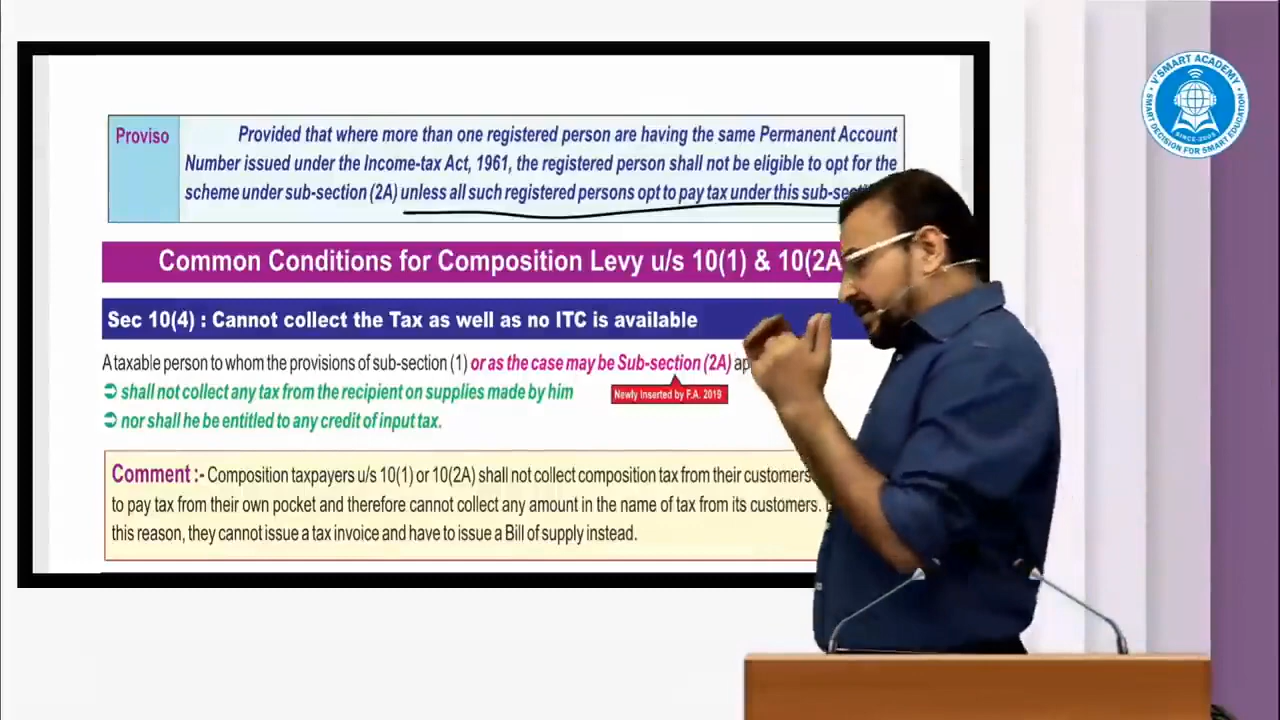 Proviso
Provided that where more than one registered person are having the same Permanent Account
Number issued under the Income-tax Act, 1961, the registered person shall not be eligible to opt for the
scheme under sub-section (2A) unless all such registered persons opt to pay tax under this
Common Conditions for Composition Levy u/s 10(1) & 10(2A
Sec 10(4) : Cannot collect the Tax as well as no ITC is available
A taxable person to whom the provisions of sub-section (1) or as the case may be Sub-section (2A)
➲ shall not collect any tax from the recipient on supplies made by him
Newly Inserted by F.A. 2019
➲ nor shall he be entitled to any credit of input tax.
Comment :- Composition taxpayers u/s 10(1) or 10(2A) shall not collect composition tax from their customers
to pay tax from their own pocket and therefore cannot collect any amount in the name of tax from its customers.
this reason, they cannot issue a tax invoice and have to issue a Bill of supply instead.
V'SMART ACADEMY
SINCE-2005
SMART DECISION FOR SMART EDUCATION